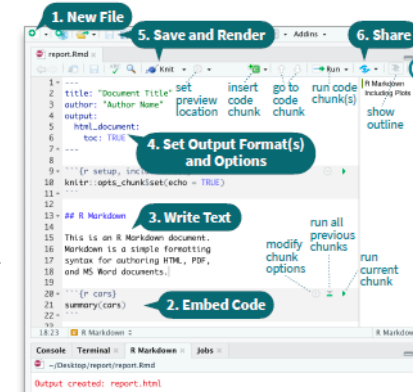 1. New File
5. Save and Render
Addins
6. Share
report.Rmd
Knit
Run
R Markdown
Including Plots
set preview location
insert code chunk
go to code chunk
run code chunk(s)
show outline
1 ---
2 title: "Document Title"
3 author: "Author Name"
4 output:
5 html_document:
6 toc: TRUE
7 ---
8
4. Set Output Format(s)
and Options
9 ```{r setup, inc
10 knitr::opts_chunk$set(echo = TRUE)
11 ```
12
13 ## R Markdown
14
3. Write Text
15 This is an R Markdown document.
16 Markdown is a simple formatting
17 syntax for authoring HTML, PDF,
18 and MS Word documents.
19
modify chunk options
run all previous chunks
run current chunk
20 ```{r cars}
21 summary(cars)
22 ```
2. Embed Code
18:23 R Markdown
R Markdow
Console Terminal R Markdown Jobs
~/Desktop/report/report.Rmd
Output created: report.html